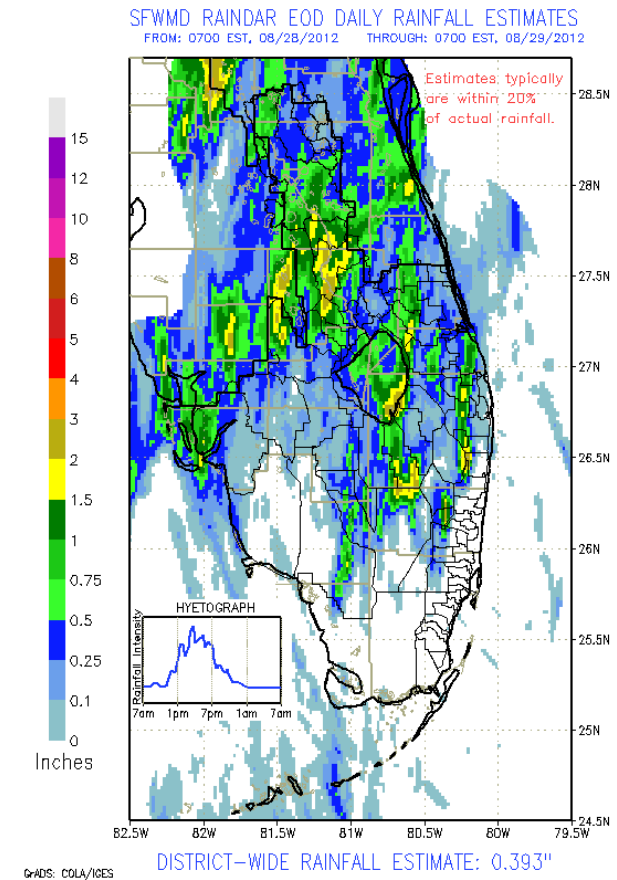 SFWMD RAINDAR EOD DAILY RAINFALL ESTIMATES
FROM: 0700 EST, 08/28/2012 THROUGH: 0700 EST, 08/29/2012
Estimates typically
are within 20%
of actual rainfall.
15
12
10
8
6
5
4
3
2
1.5
1
0.75
0.5
0.25
0.1
0
Inches
28.5N
28N
27.5N
27N
26.5N
26N
25.5N
25N
24.5N
HYETOGRAPH
Rainfall Intensity
7am 1pm 7pm 1am 7am
82.5W 82W 81.5W 81W 80.5W 80W 79.5W
DISTRICT-WIDE RAINFALL ESTIMATE: 0.393"
GrADS: COLA/IGES